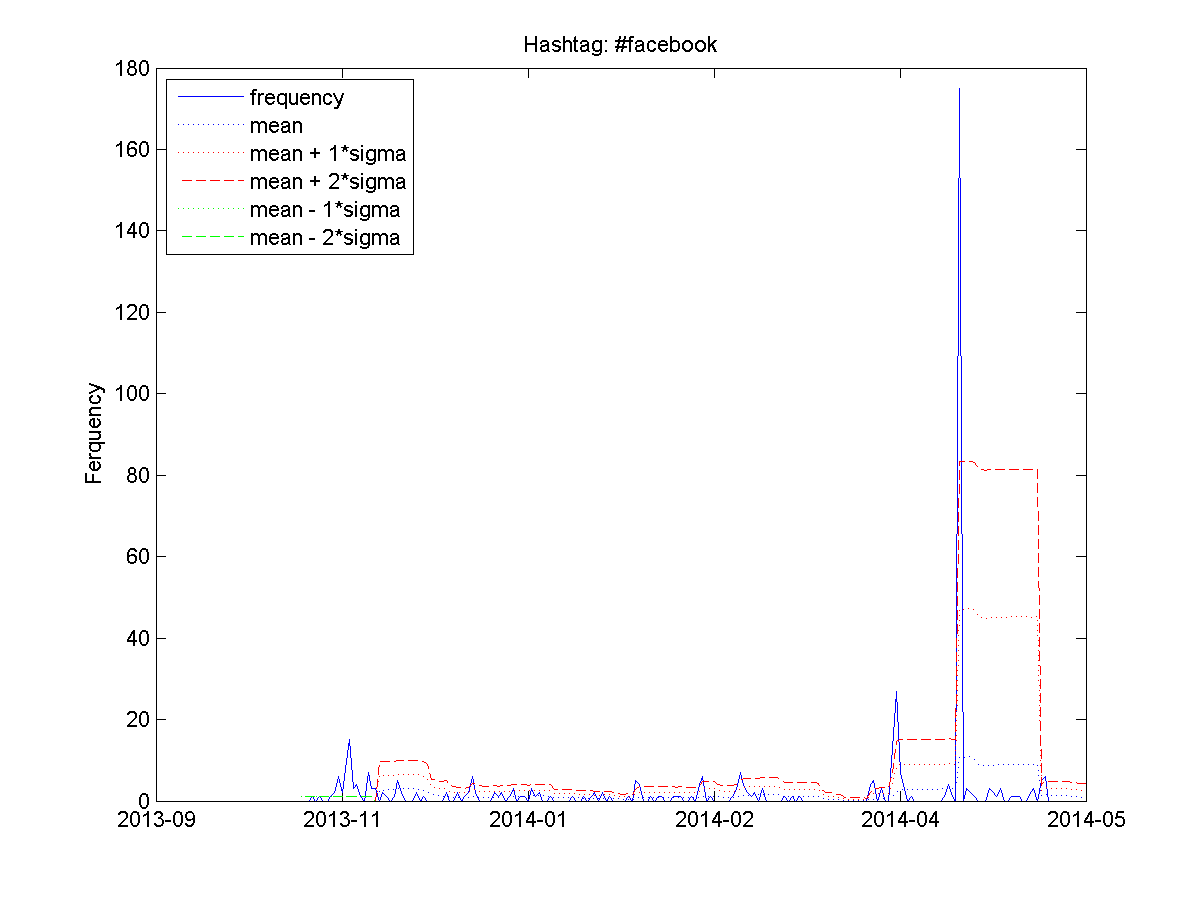 Hashtag: #facebook
180
160
140
120
100
80
60
40
20
0
Ferquency
frequency
mean
mean + 1*sigma
mean + 2*sigma
mean - 1*sigma
mean - 2*sigma
2013-09 2013-11 2014-01 2014-02 2014-04 2014-05